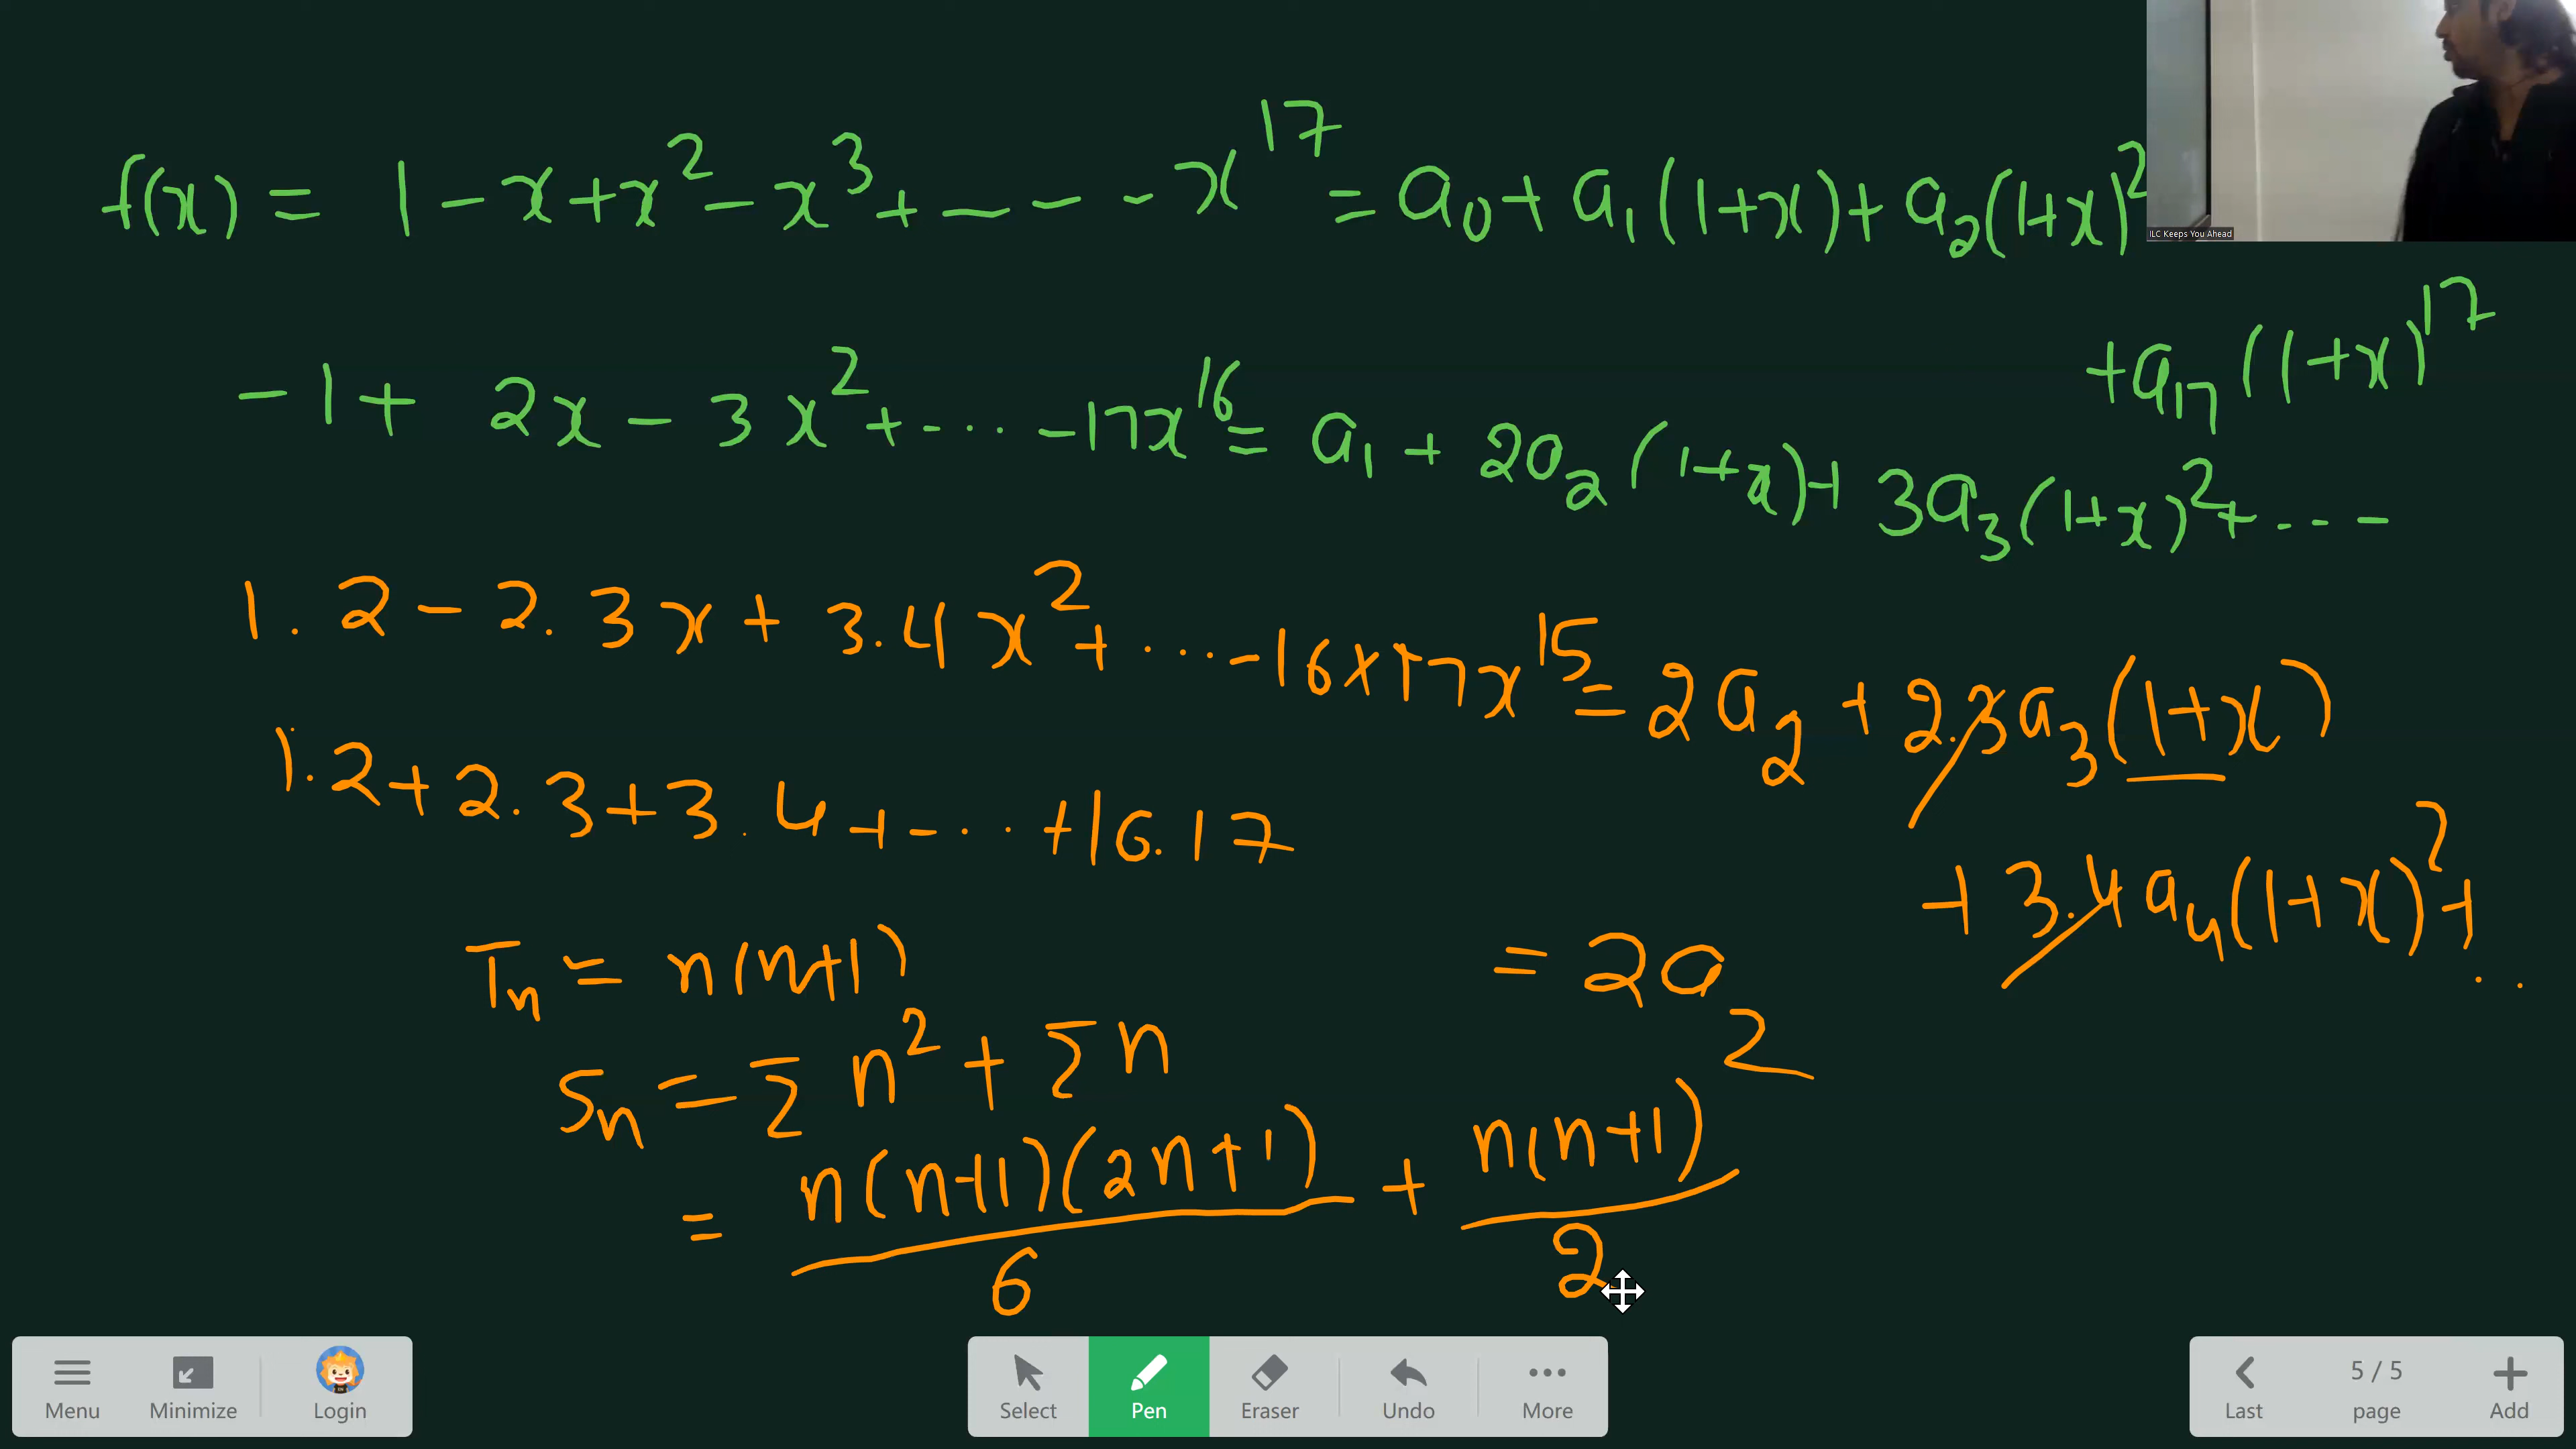 f(x) = 1 - x + x² - x³ + - - - x¹⁷ = a₀ + a₁(1+x) + a₂(1+x)²
ILC Keeps You Ahead
+ a₁₇(1+x)¹⁷
-1 + 2x - 3x² + ... -17x¹⁶ = a₁ + 2a₂(1+x) + 3a₃(1+x)² + ---
1.2 - 2.3x + 3.4x² + ... -16×17x¹⁵ = 2a₂ + 2.3a₃(1+x)
+ 3.4a₄(1+x)² + ..
1.2 + 2.3 + 3.4 + -... + 16.17
= 2a₂
Tₙ = n(n+1)
Sₙ = Σn² + Σn
= n(n+1)(2n+1)/6 + n(n+1)/2
Menu Minimize Login Select Pen Eraser Undo More Last 5 / 5 page Add